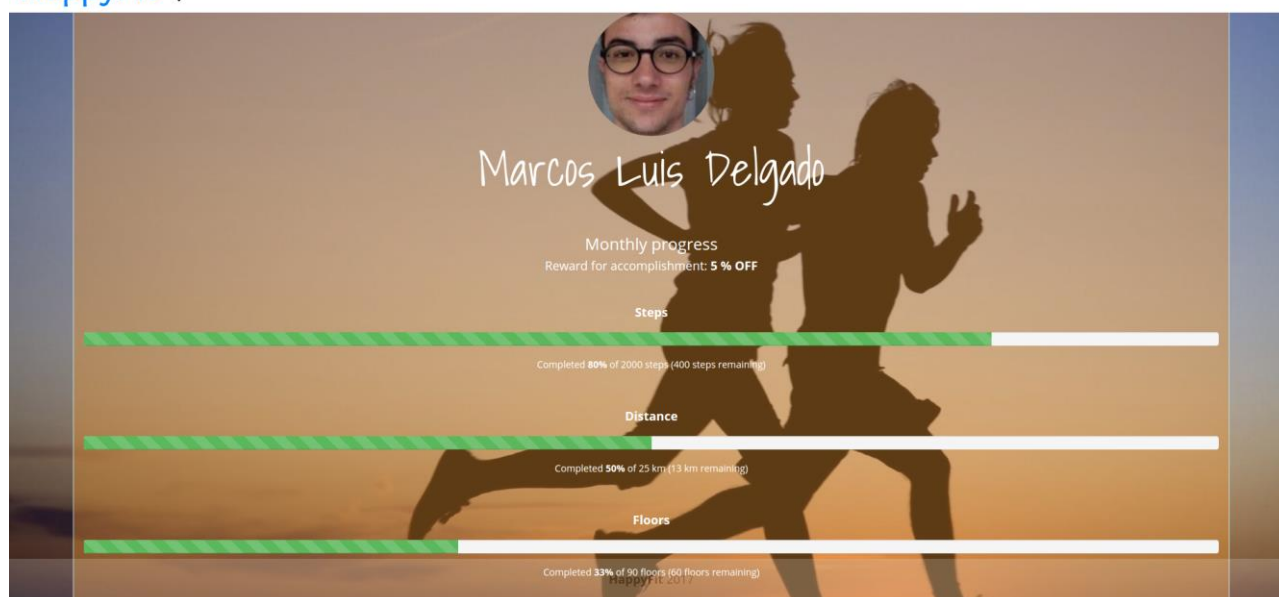 Marcos Luis Delgado
Monthly progress
Reward for accomplishment: 5 % OFF
Steps
Completed 80% of 2000 steps (400 steps remaining)
Distance
Completed 50% of 25 km (13 km remaining)
Floors
Completed 33% of 90 floors (60 floors remaining)
HappyFit 2017